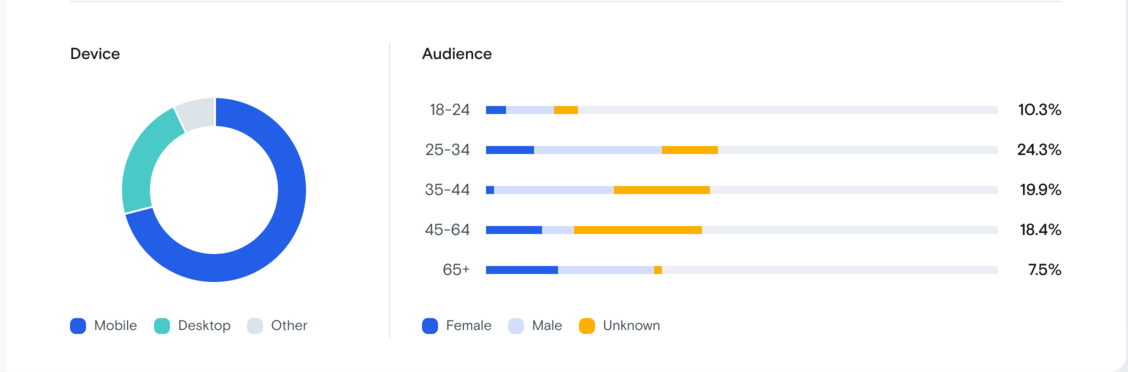 Device
Mobile
Desktop
Other
Audience
18-24 10.3%
25-34 24.3%
35-44 19.9%
45-64 18.4%
65+ 7.5%
Female
Male
Unknown